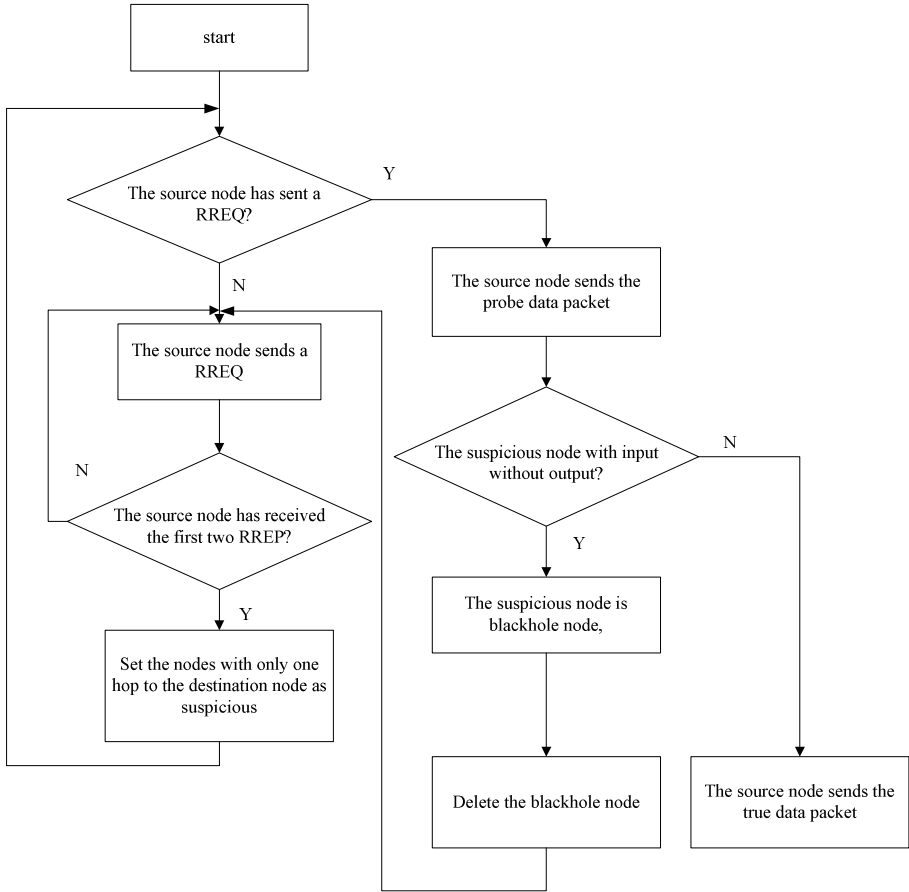 start
The source node has sent a
RREQ?
Y
N
The source node sends a
RREQ
N
The source node has received
the first two RREP?
Y
Set the nodes with only one
hop to the destination node as
suspicious
The source node sends the
probe data packet
The suspicious node with input
without output?
N
Y
The suspicious node is
blackhole node,
Delete the blackhole node
The source node sends the
true data packet